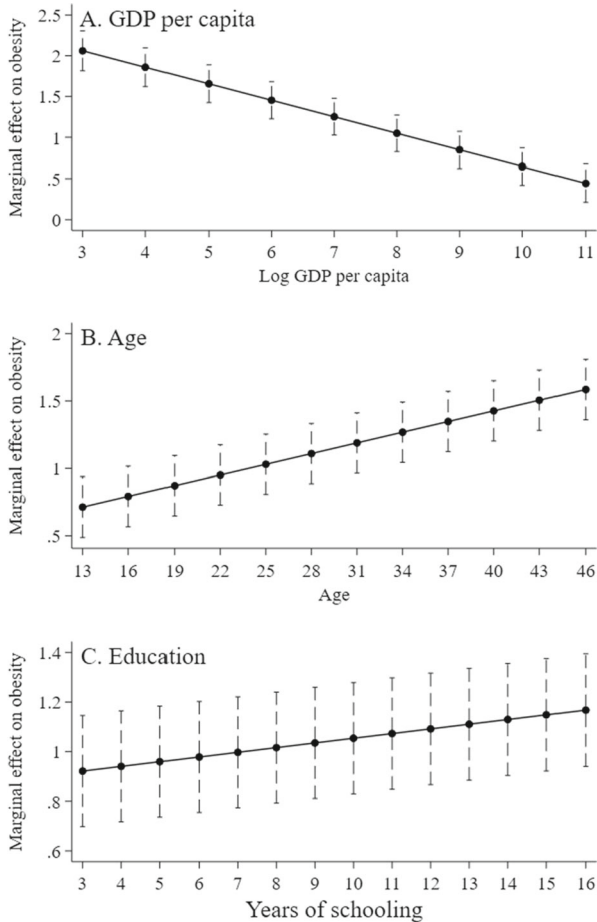 A. GDP per capita
Marginal effect on obesity
2.5
2
1.5
1
.5
0
3 4 5 6 7 8 9 10 11
Log GDP per capita
B. Age
Marginal effect on obesity
2
1.5
1
.5
13 16 19 22 25 28 31 34 37 40 43 46
Age
C. Education
Marginal effect on obesity
1.4
1.2
1
.8
.6
3 4 5 6 7 8 9 10 11 12 13 14 15 16
Years of schooling